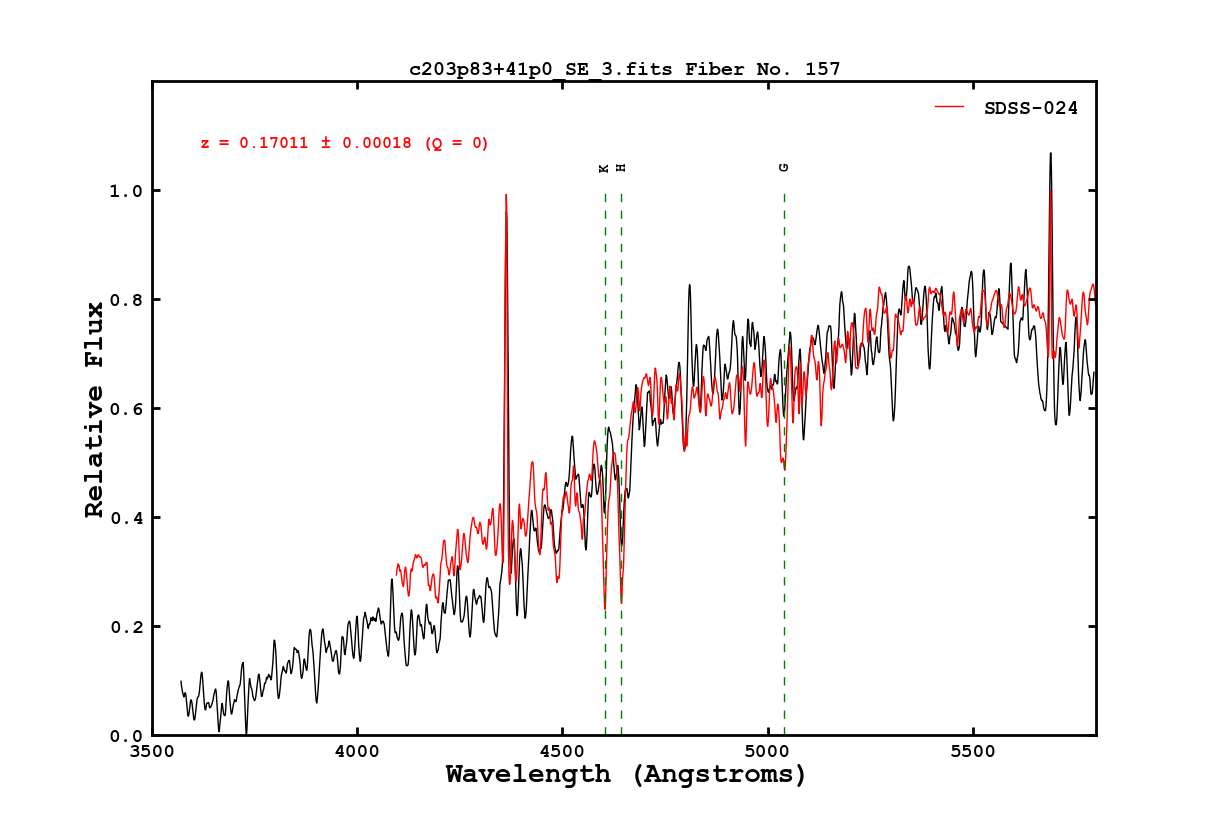 c203p83+41p0_SE_3.fits Fiber No. 157
SDSS-024
z = 0.17011 ± 0.00018 (Q = 0)
K
H
G
1.0
0.8
0.6
0.4
0.2
0.0
Relative Flux
3500 4000 4500 5000 5500
Wavelength (Angstroms)